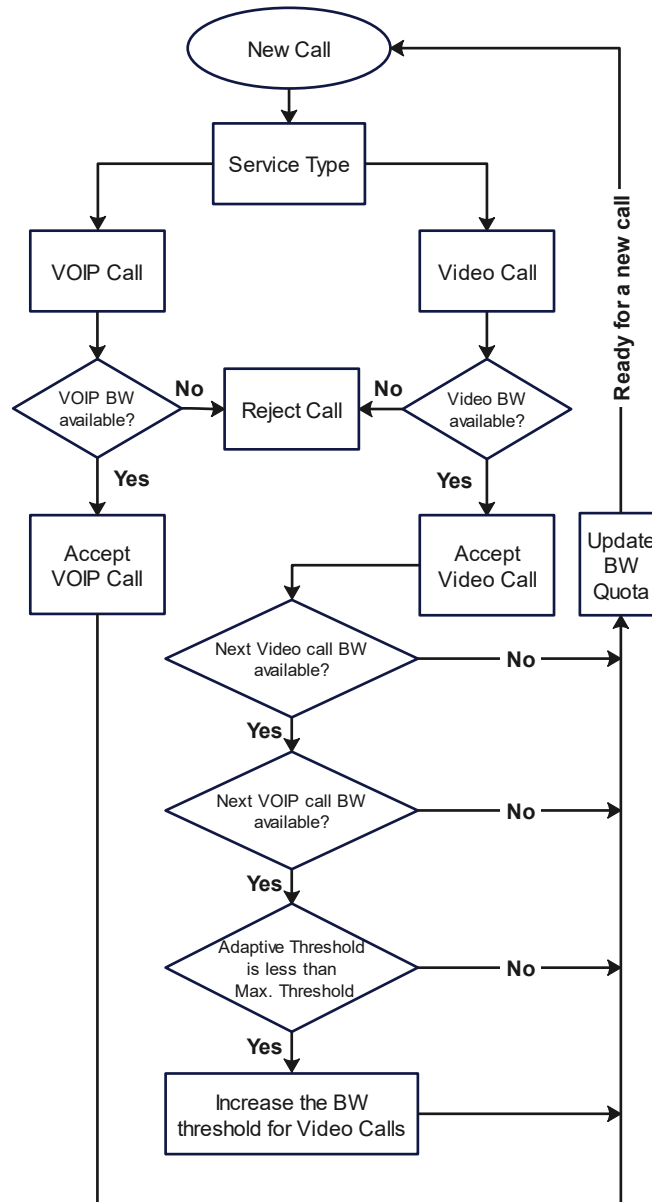 New Call
Service Type
VOIP Call
Video Call
Ready for a new call
VOIP BW
available?
No
Reject Call
No
Video BW
available?
Yes
Yes
Accept
VOIP Call
Accept
Video Call
Update
BW
Quota
Next Video call BW
available?
No
Yes
Next VOIP call BW
available?
No
Yes
Adaptive Threshold
is less than
Max. Threshold
No
Yes
Increase the BW
threshold for Video Calls